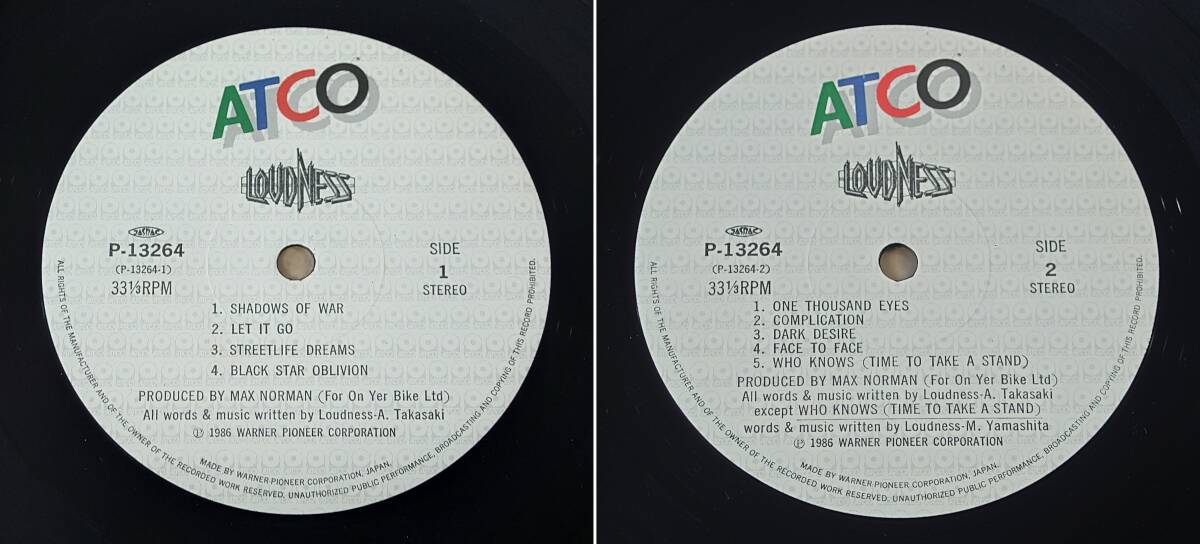 ATCO
LOUDNESS
JASRAC
P-13264
(P-13264-1)
33⅓RPM
SIDE
1
STEREO
1. SHADOWS OF WAR
2. LET IT GO
3. STREETLIFE DREAMS
4. BLACK STAR OBLIVION
PRODUCED BY MAX NORMAN (For On Yer Bike Ltd)
All words & music written by Loudness-A. Takasaki
Ⓟ 1986 WARNER PIONEER CORPORATION
MADE BY WARNER-PIONEER CORPORATION, JAPAN.
ALL RIGHTS OF THE MANUFACTURER AND OF THE OWNER OF THE RECORDED WORK RESERVED. UNAUTHORIZED PUBLIC PERFORMANCE, BROADCASTING AND COPYING OF THIS RECORD PROHIBITED.
ATCO
LOUDNESS
JASRAC
P-13264
(P-13264-2)
33⅓RPM
SIDE
2
STEREO
1. ONE THOUSAND EYES
2. COMPLICATION
3. DARK DESIRE
4. FACE TO FACE
5. WHO KNOWS (TIME TO TAKE A STAND)
PRODUCED BY MAX NORMAN (For On Yer Bike Ltd)
All words & music written by Loudness-A. Takasaki
except WHO KNOWS (TIME TO TAKE A STAND)
words & music written by Loudness-M. Yamashita
Ⓟ 1986 WARNER PIONEER CORPORATION
MADE BY WARNER-PIONEER CORPORATION, JAPAN.
ALL RIGHTS OF THE MANUFACTURER AND OF THE OWNER OF THE RECORDED WORK RESERVED. UNAUTHORIZED PUBLIC PERFORMANCE, BROADCASTING AND COPYING OF THIS RECORD PROHIBITED.